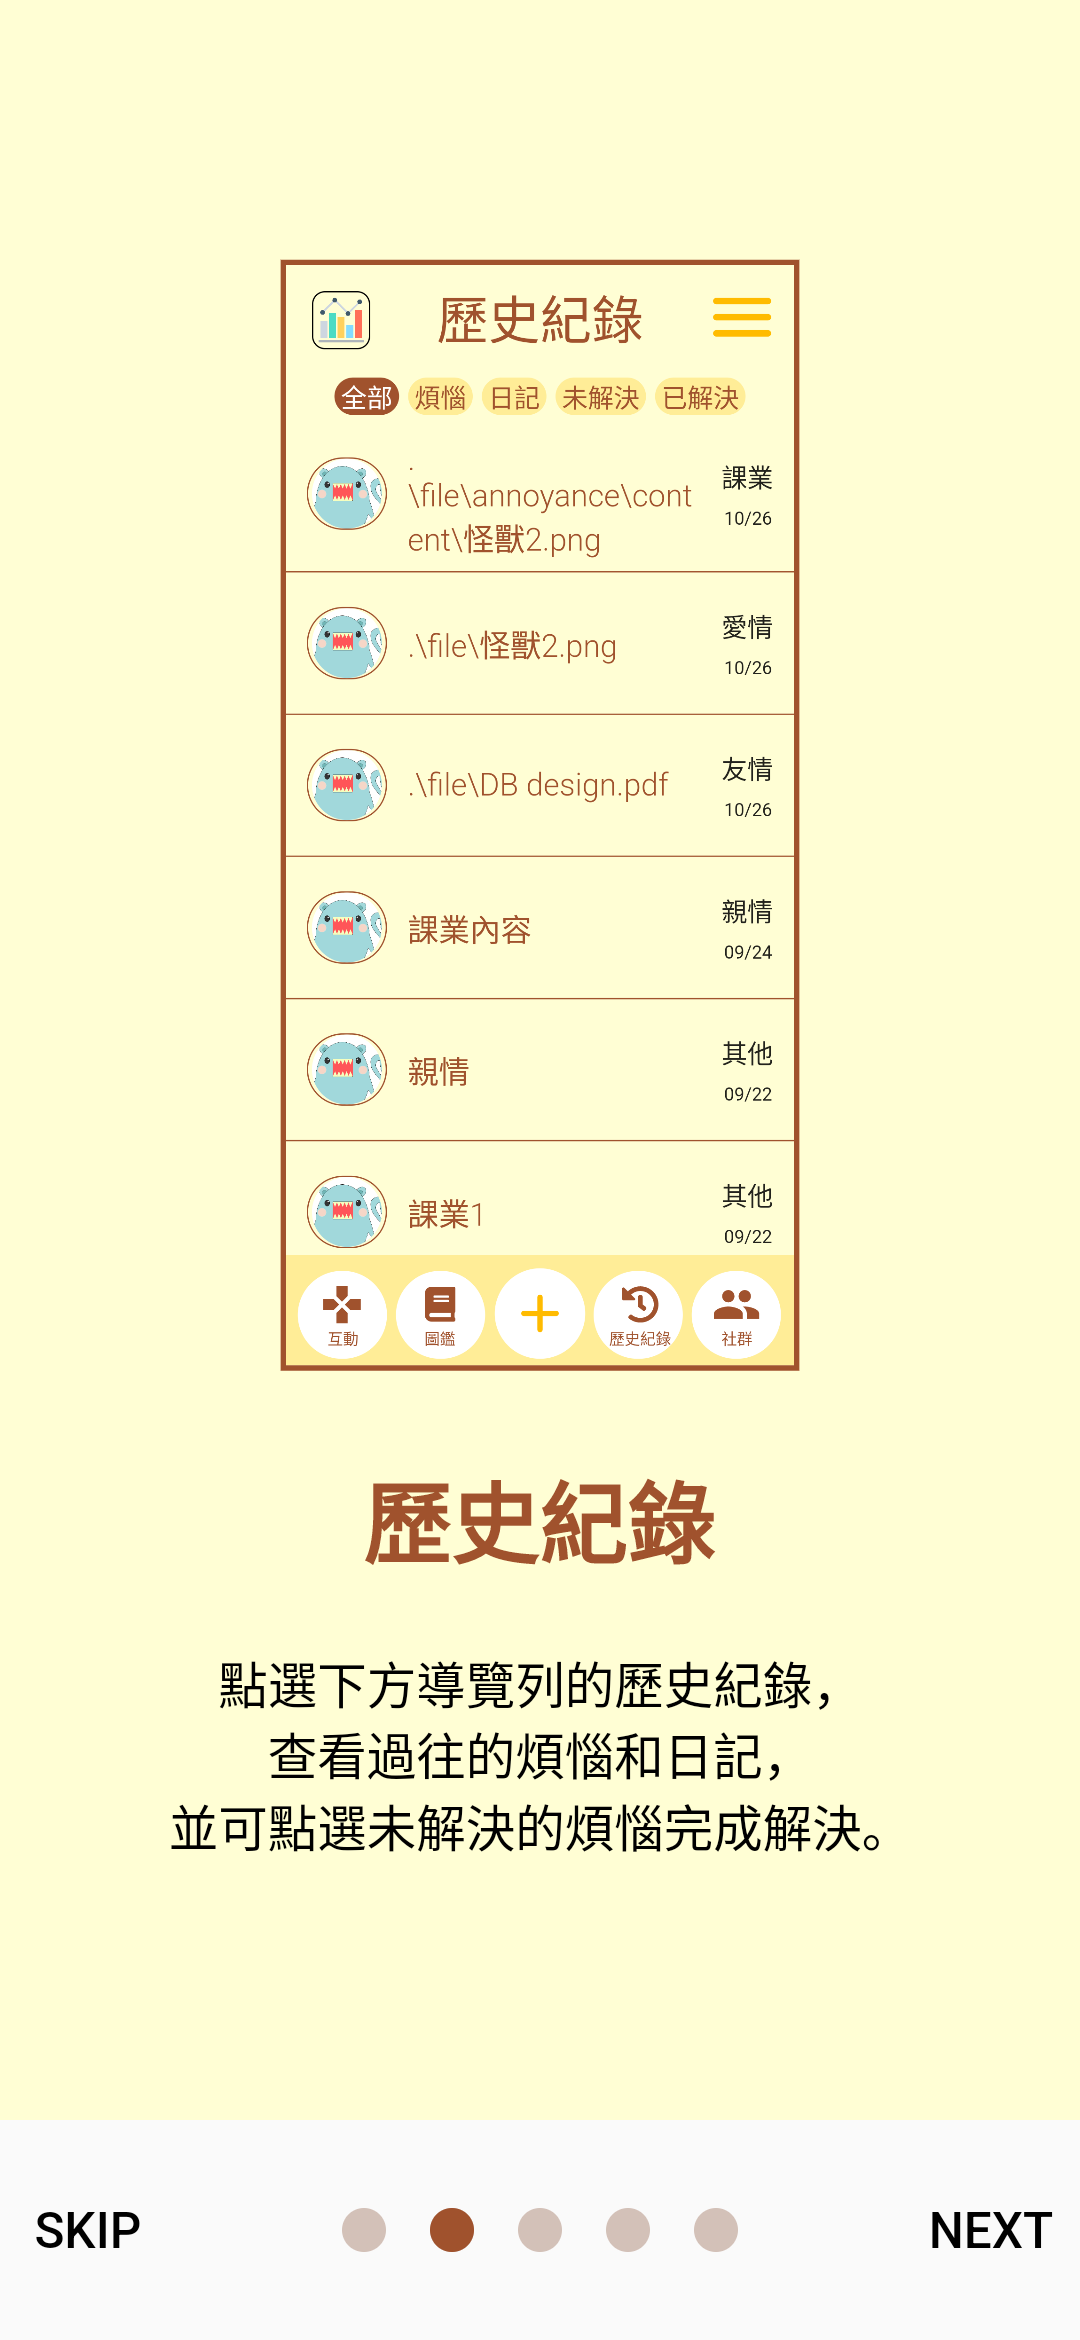 歷史紀錄
全部 煩惱 日記 未解決 已解決
.
\file\annoyance\cont
ent\怪獸2.png
課業
10/26
.\file\怪獸2.png
愛情
10/26
.\file\DB design.pdf
友情
10/26
課業內容
親情
09/24
親情
其他
09/22
課業1
其他
09/22
互動 圖鑑 歷史紀錄 社群
歷史紀錄
點選下方導覽列的歷史紀錄，
查看過往的煩惱和日記，
並可點選未解決的煩惱完成解決。
SKIP NEXT